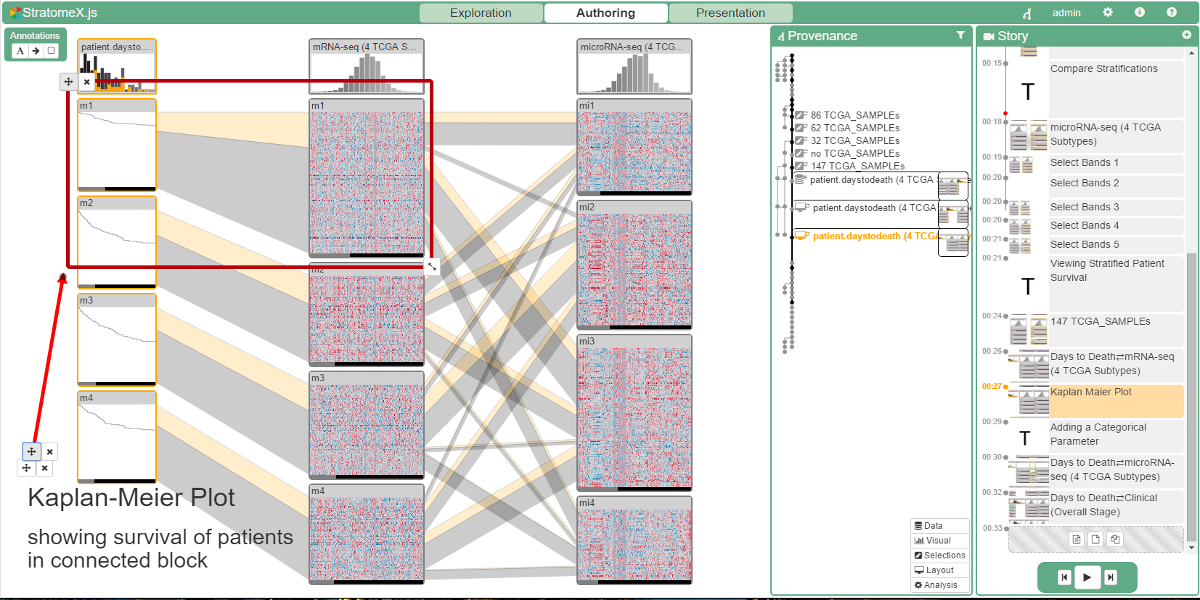 StratomeX.js
Exploration
Authoring
Presentation
admin
Annotations
A
patient.daysto...
mRNA-seq (4 TCGA S...
microRNA-seq (4 TCG...
m1
m2
m3
m4
m1
m2
m3
m4
mi1
mi2
mi3
mi4
Kaplan-Meier Plot
showing survival of patients
in connected block
Provenance
86 TCGA_SAMPLEs
62 TCGA_SAMPLEs
32 TCGA_SAMPLEs
no TCGA_SAMPLEs
147 TCGA_SAMPLEs
patient.daystodeath (4 TCGA
patient.daystodeath (4 TCGA
patient.daystodeath (4 TCGA
Data
Visual
Selections
Layout
Analysis
Story
00:15
T
Compare Stratifications
00:18
microRNA-seq (4 TCGA
Subtypes)
00:19
Select Bands 1
00:20
Select Bands 2
00:20
Select Bands 3
00:20
Select Bands 4
00:21
Select Bands 5
00:21
T
Viewing Stratified Patient
Survival
00:24
147 TCGA_SAMPLEs
00:26
Days to Death⇌mRNA-seq
(4 TCGA Subtypes)
00:27
Kaplan Maier Plot
00:29
T
Adding a Categorical
Parameter
00:30
Days to Death⇌microRNA-
seq (4 TCGA Subtypes)
00:32
Days to Death⇌Clinical
(Overall Stage)
00:33